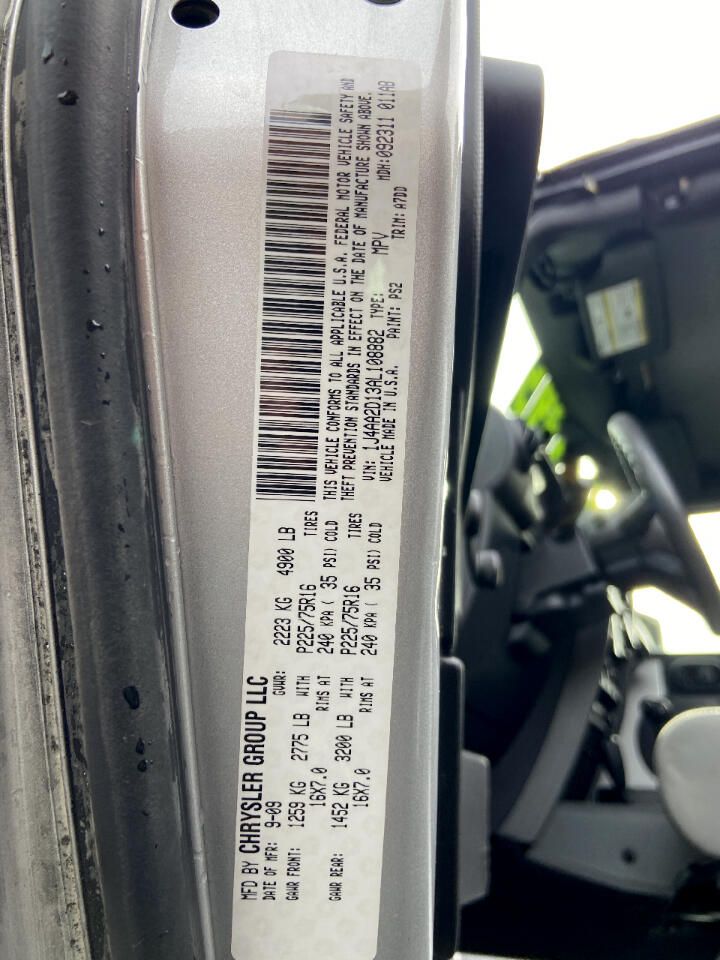 MFD BY CHRYSLER GROUP LLC
DATE OF MFR: 9-09 GVWR: 2223 KG 4900 LB
GAWR FRONT: 1259 KG 2775 LB WITH P225/75R16 TIRES
16X7.0 RIMS AT 240 KPA ( 35 PSI) COLD
GAWR REAR: 1452 KG 3200 LB WITH P225/75R16 TIRES
16X7.0 RIMS AT 240 KPA ( 35 PSI) COLD
THIS VEHICLE CONFORMS TO ALL APPLICABLE U.S.A. FEDERAL MOTOR VEHICLE SAFETY AND
THEFT PREVENTION STANDARDS IN EFFECT ON THE DATE OF MANUFACTURE SHOWN ABOVE.
VIN: 1J4AA2D13AL108882 TYPE: MPV MDH:092311 011AB
VEHICLE MADE IN U.S.A. PAINT: PS2 TRIM: A7DD